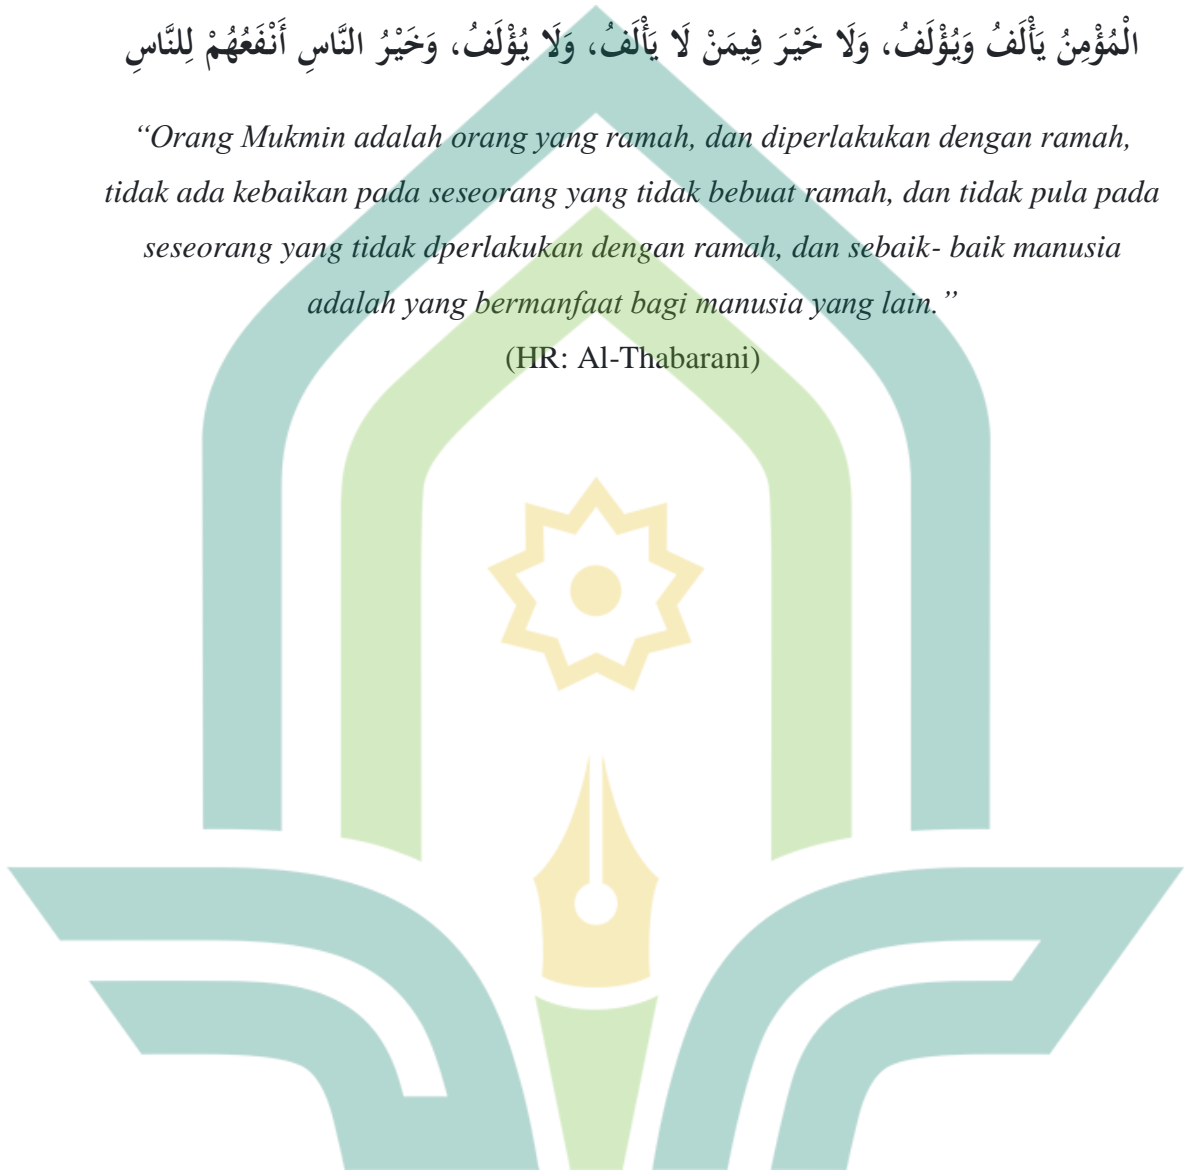 الْمُؤْمِنُ يَأْلَفُ وَيُؤْلَفُ، وَلَا خَيْرَ فِيمَنْ لَا يَأْلَفُ، وَلَا يُؤْلَفُ، وَخَيْرُ النَّاسِ أَنْفَعُهُمْ لِلنَّاسِ
“Orang Mukmin adalah orang yang ramah, dan diperlakukan dengan ramah,
tidak ada kebaikan pada seseorang yang tidak bebuat ramah, dan tidak pula pada
seseorang yang tidak dperlakukan dengan ramah, dan sebaik- baik manusia
adalah yang bermanfaat bagi manusia yang lain.”
(HR: Al-Thabarani)